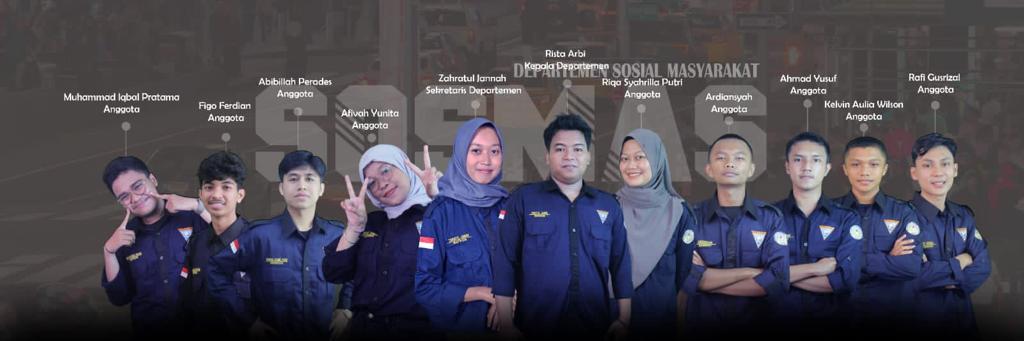 DEPARTEMEN SOSIAL MASYARAKAT
SOSMAS
Muhammad Iqbal Pratama
Anggota
Figo Ferdian
Anggota
Abibillah Perades
Anggota
Afivah Yunita
Anggota
Zahratul Jannah
Sekretaris Departemen
Rista Arbi
Kepala Departemen
Riqa Syahrilla Putri
Anggota
Ardiansyah
Anggota
Ahmad Yusuf
Anggota
Kelvin Aulia Wilson
Anggota
Rafi Gusrizal
Anggota